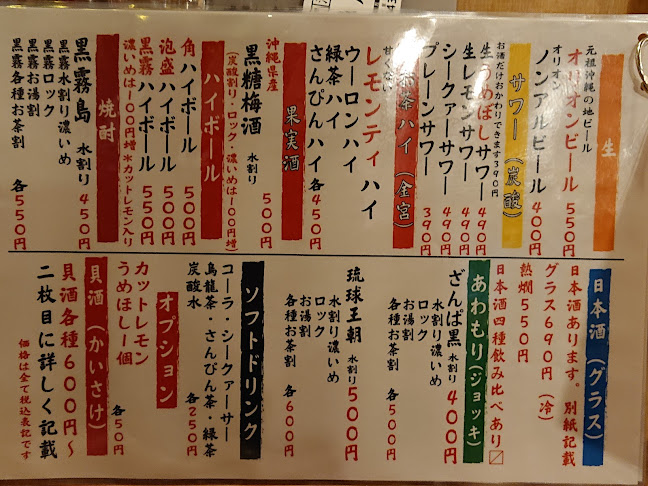 生
元祖沖縄の地ビール
オリオンビール 550円
オリオン
ノンアルビール 400円
サワー(炭酸)
お酒だけおかわりできます390円
生うめぼしサワー 490円
生レモンサワー 490円
シークァーサワー 490円
プレーンサワー 390円
茶ハイ(金宮)
甘くない
レモンティハイ
ウーロンハイ
緑茶ハイ
さんぴんハイ 各450円
果実酒
沖縄県産
黒糖梅酒 水割り 500円
(炭酸割り・ロック・濃いめは100円増)
ハイボール
角ハイボール 500円
泡盛ハイボール 500円
黒霧ハイボール 550円
濃いめは100円増*カットレモン入り
焼酎
黒霧島 水割り 450円
黒霧水割り濃いめ
黒霧ロック
黒霧お湯割
黒霧各種お茶割 各550円
日本酒(グラス)
日本酒あります。別紙記載
グラス690円(冷)
熱燗550円
日本酒四種飲み比べあり〼
あわもり(ジョッキ)
ざんば黒 水割り 400円
水割り濃いめ
ロック
お湯割
各種お茶割 各500円
琉球王朝 水割り 500円
水割り濃いめ
ロック
お湯割
各種お茶割 各600円
ソフトドリンク
コーラ・シークァーサー
烏龍茶・さんぴん茶・緑茶
炭酸水 各250円
オプション
カットレモン
うめほし一個 各50円
貝酒(かいさけ)
貝酒各種600円〜
二枚目に詳しく記載
価格は全て税込表記です